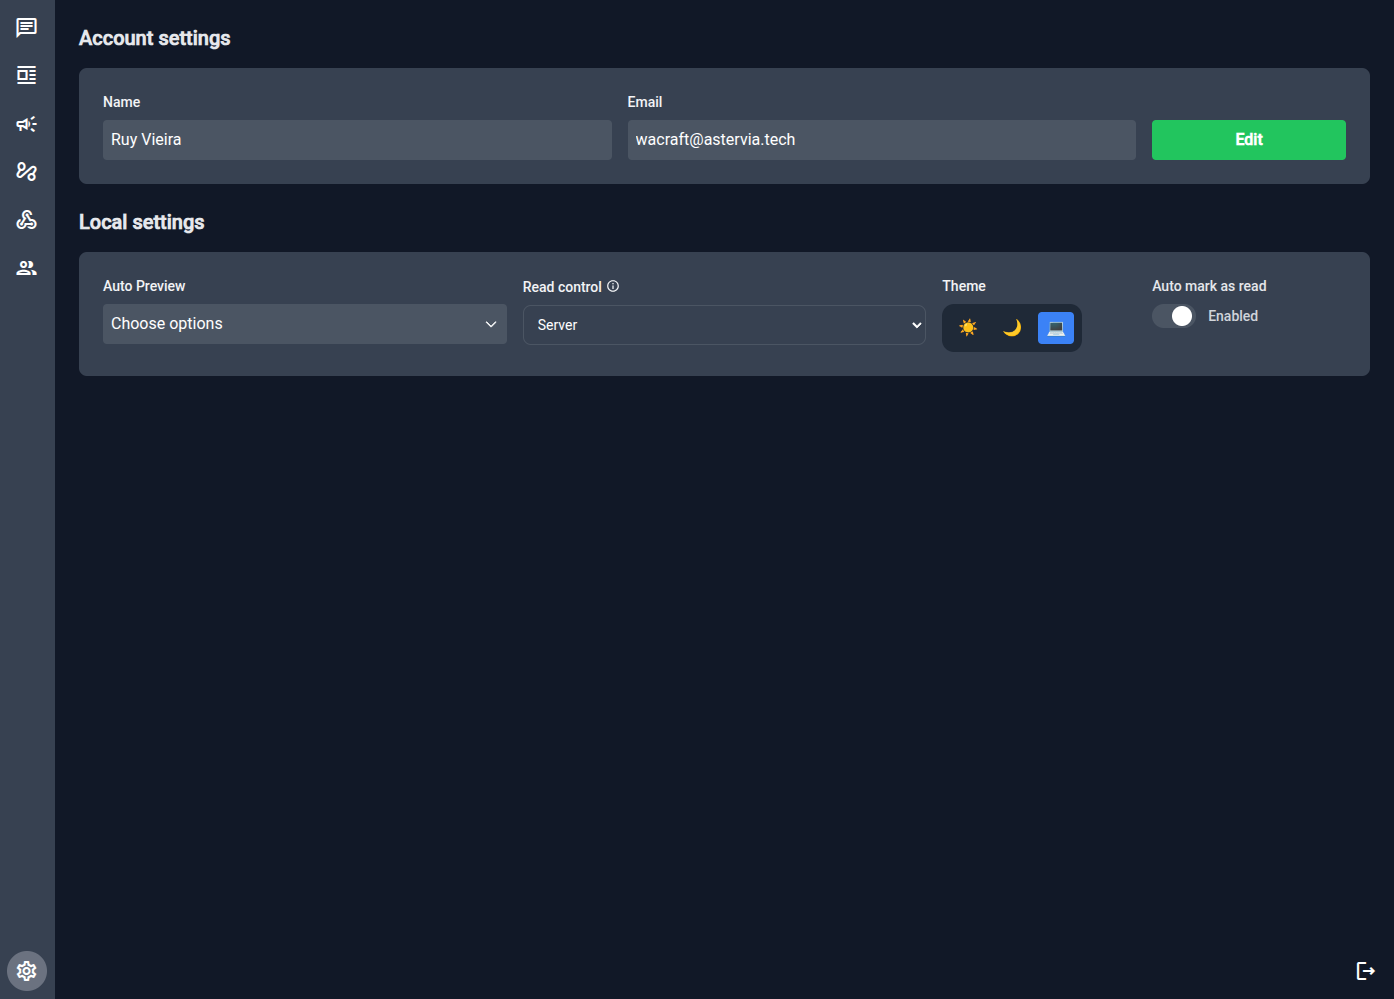 Account settings
Name
Email
Ruy Vieira
wacraft@astervia.tech
Edit
Local settings
Auto Preview
Read control
Theme
Auto mark as read
Choose options
Server
Enabled